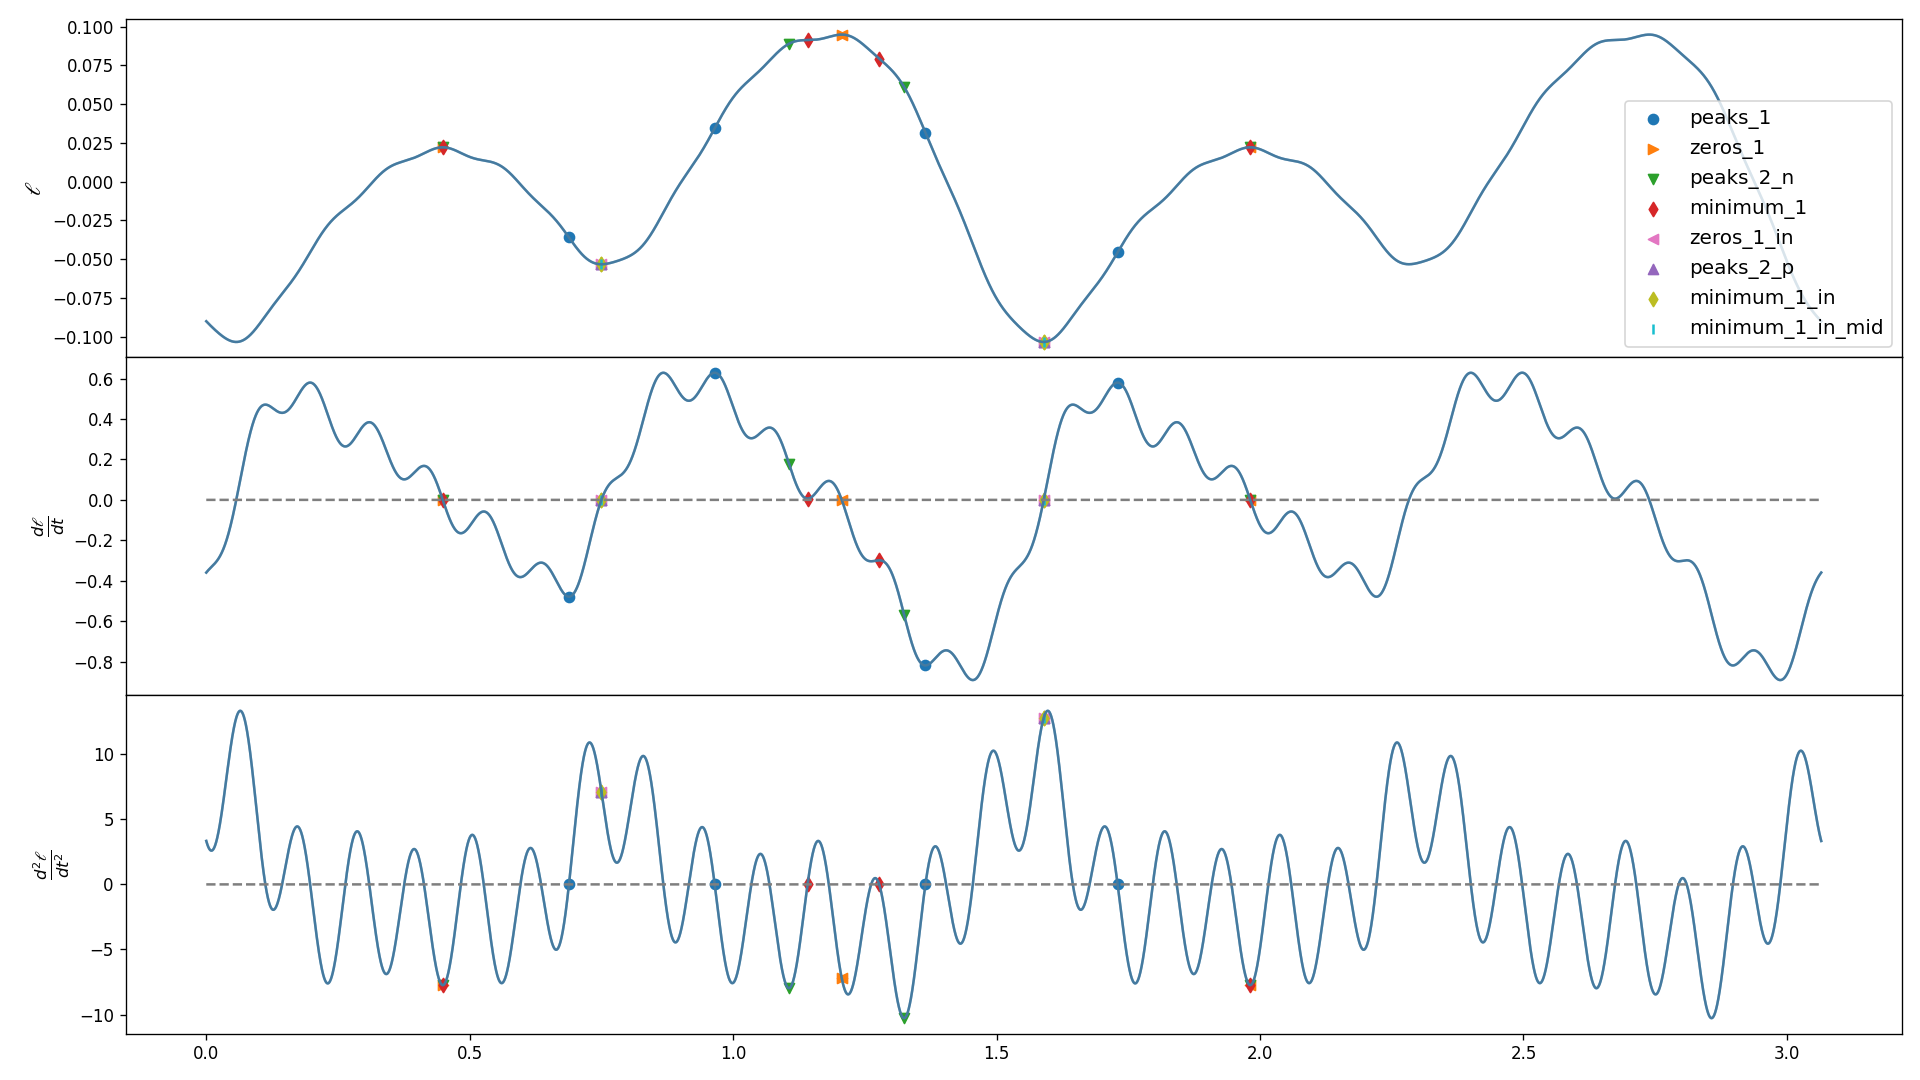 0.100
0.075
0.050
0.025
0.000
−0.025
−0.050
−0.075
−0.100
ℓ
peaks_1
zeros_1
peaks_2_n
minimum_1
zeros_1_in
peaks_2_p
minimum_1_in
minimum_1_in_mid
0.6
0.4
0.2
0.0
−0.2
−0.4
−0.6
−0.8
dℓ
dt
10
5
0
−5
−10
d²ℓ
dt²
0.0 0.5 1.0 1.5 2.0 2.5 3.0